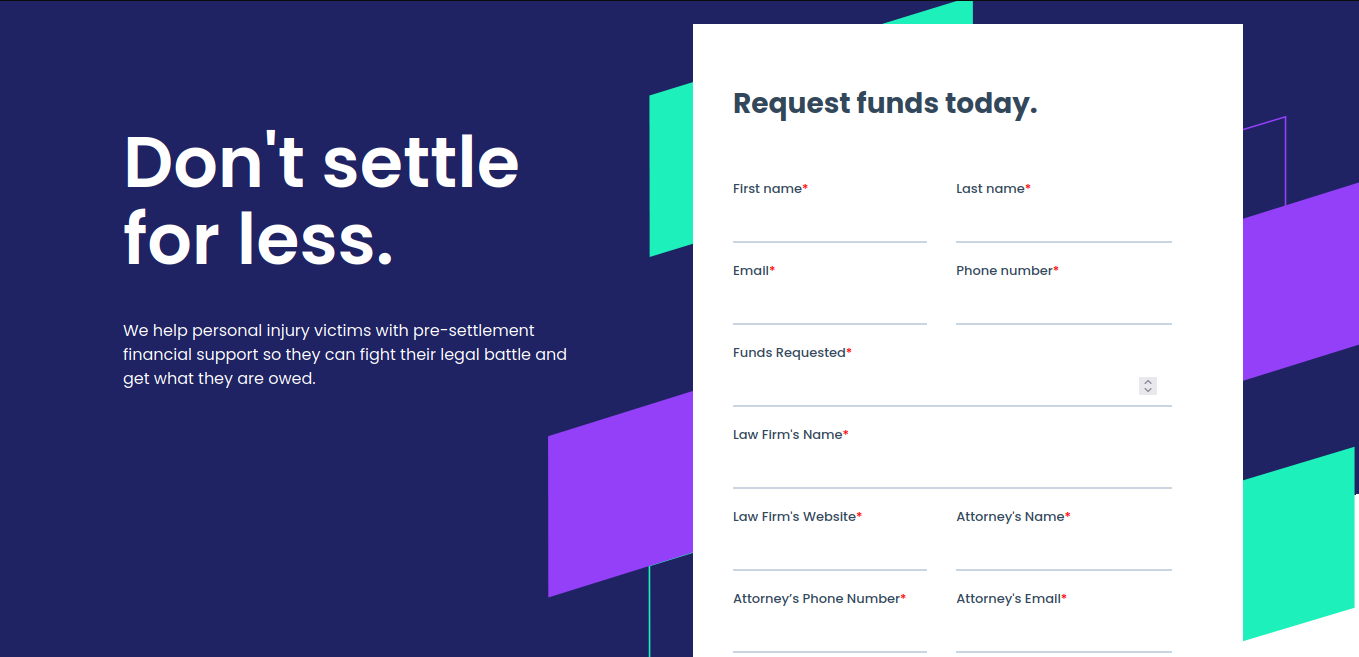 Don't settle
for less.
We help personal injury victims with pre-settlement
financial support so they can fight their legal battle and
get what they are owed.
Request funds today.
First name*
Last name*
Email*
Phone number*
Funds Requested*
Law Firm's Name*
Law Firm's Website*
Attorney's Name*
Attorney’s Phone Number*
Attorney's Email*